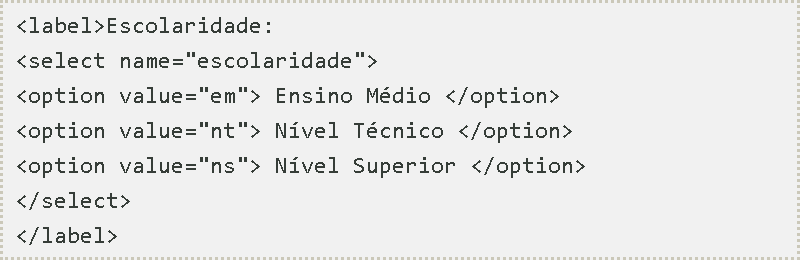 <label>Escolaridade:
<select name="escolaridade">
<option value="em"> Ensino Médio </option>
<option value="nt"> Nível Técnico </option>
<option value="ns"> Nível Superior </option>
</select>
</label>